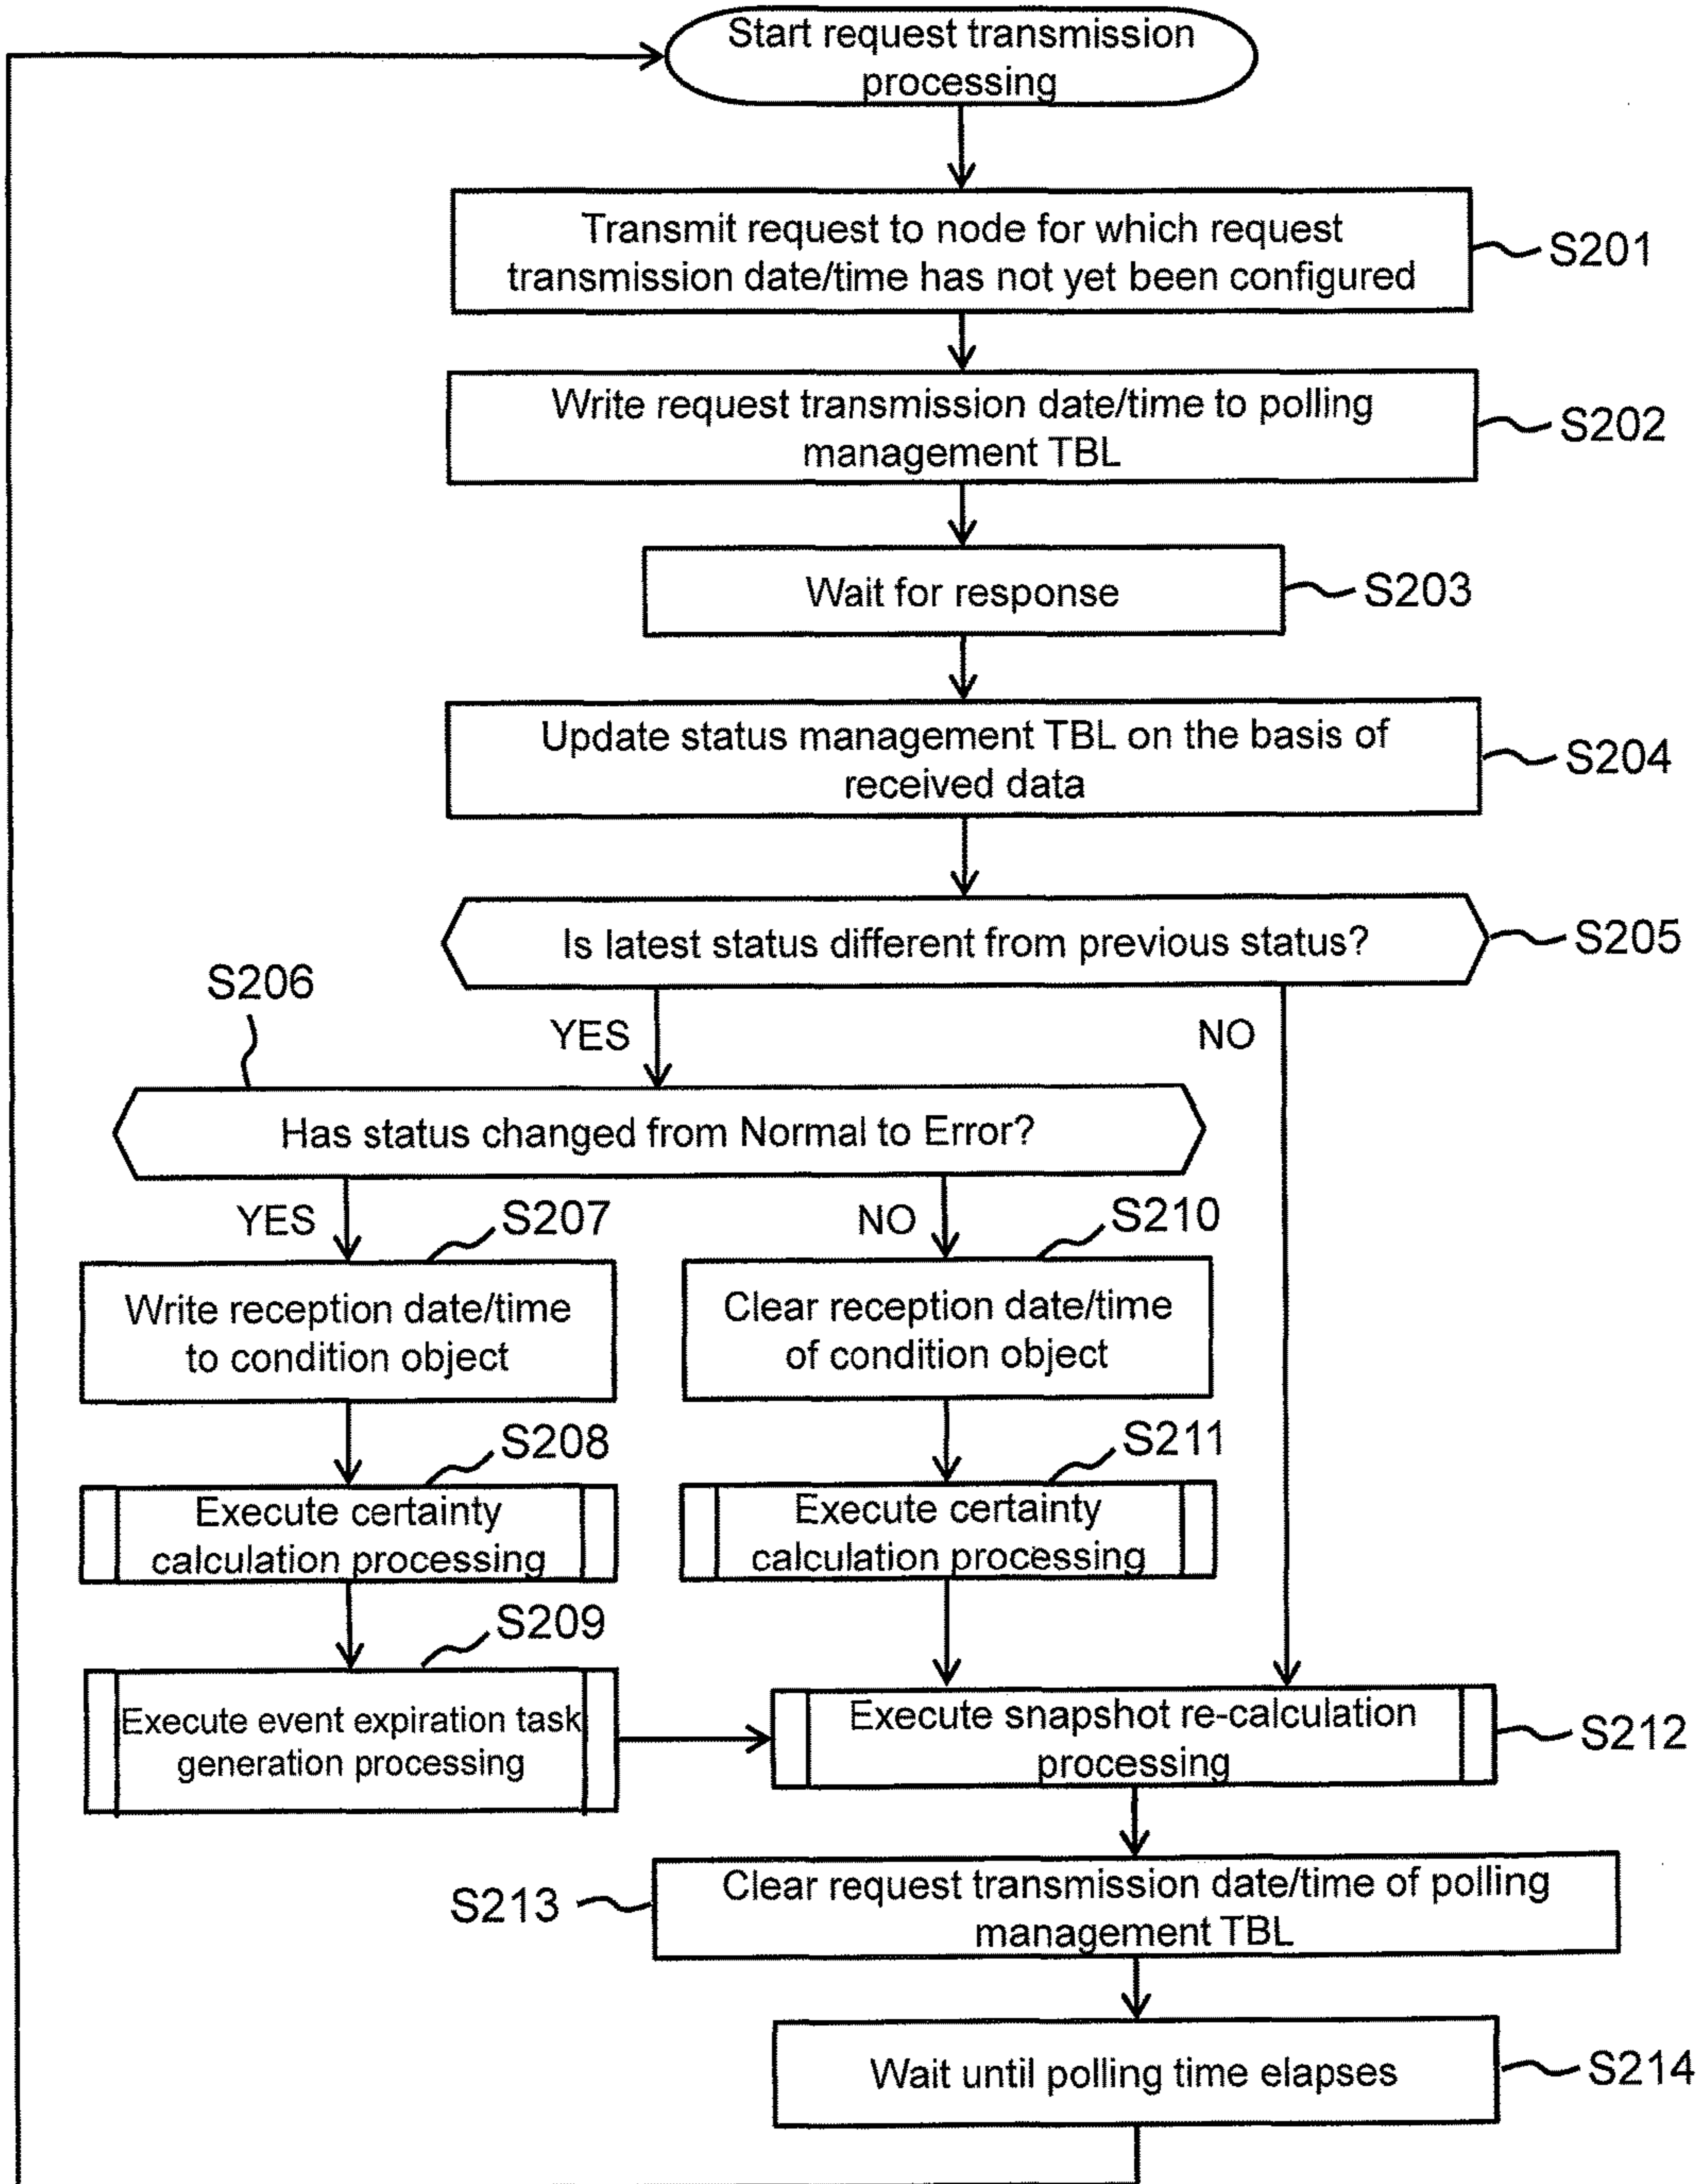 Start request transmission
processing
Transmit request to node for which request
transmission date/time has not yet been configured
S201
Write request transmission date/time to polling
management TBL
S202
Wait for response
S203
Update status management TBL on the basis of
received data
S204
Is latest status different from previous status?
S205
S206
YES
NO
Has status changed from Normal to Error?
YES
S207
NO
S210
Write reception date/time
to condition object
Clear reception date/time
of condition object
S208
S211
Execute certainty
calculation processing
Execute certainty
calculation processing
S209
Execute event expiration task
generation processing
Execute snapshot re-calculation
processing
S212
S213
Clear request transmission date/time of polling
management TBL
Wait until polling time elapses
S214